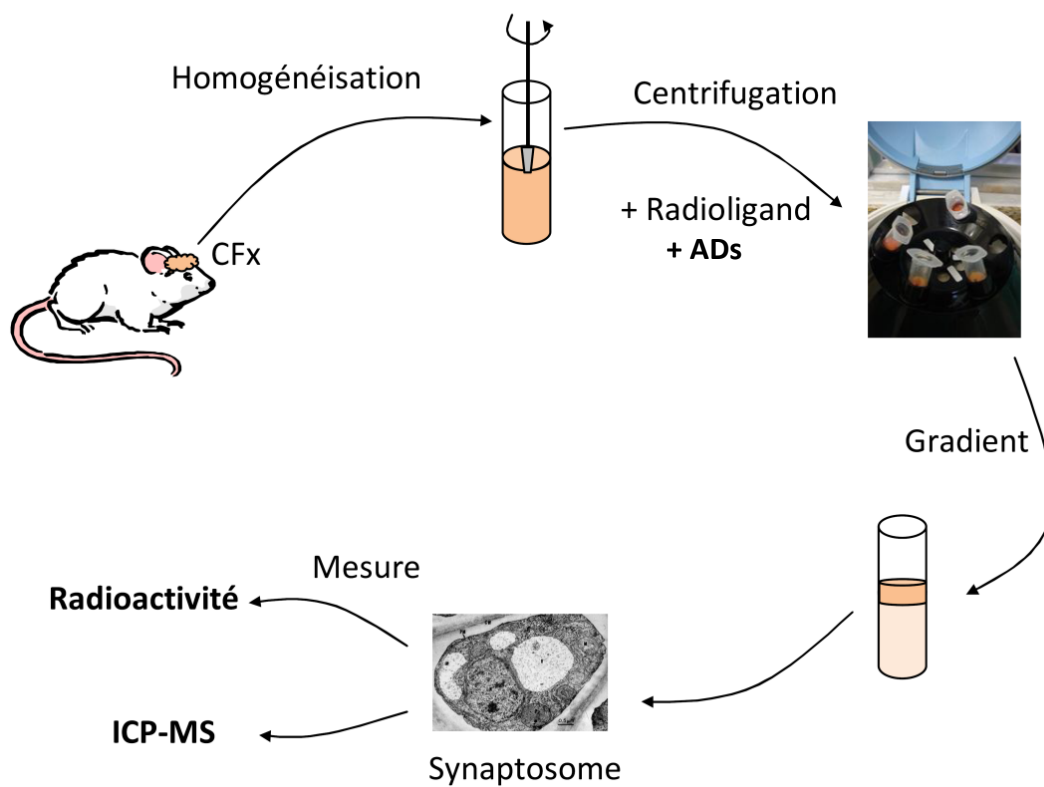 Homogénéisation
Centrifugation
+ Radioligand
+ ADs
CFx
Gradient
Mesure
Radioactivité
ICP-MS
Synaptosome